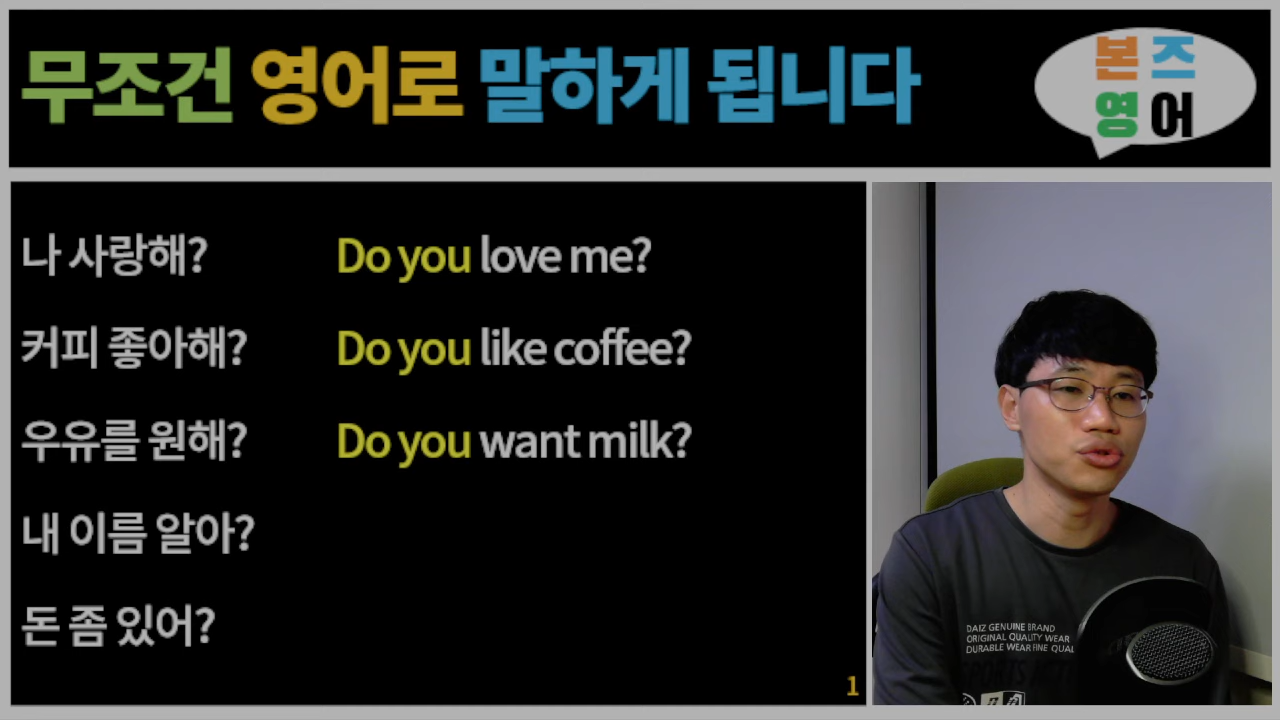 무조건 영어로 말하게 됩니다
본즈
영어
나 사랑해? Do you love me?
커피 좋아해? Do you like coffee?
우유를 원해? Do you want milk?
내 이름 알아?
돈 좀 있어?
1
DAIZ GENUINE BRAND
ORIGINAL QUALITY WEAR
DURABLE WEAR FINE QUAL